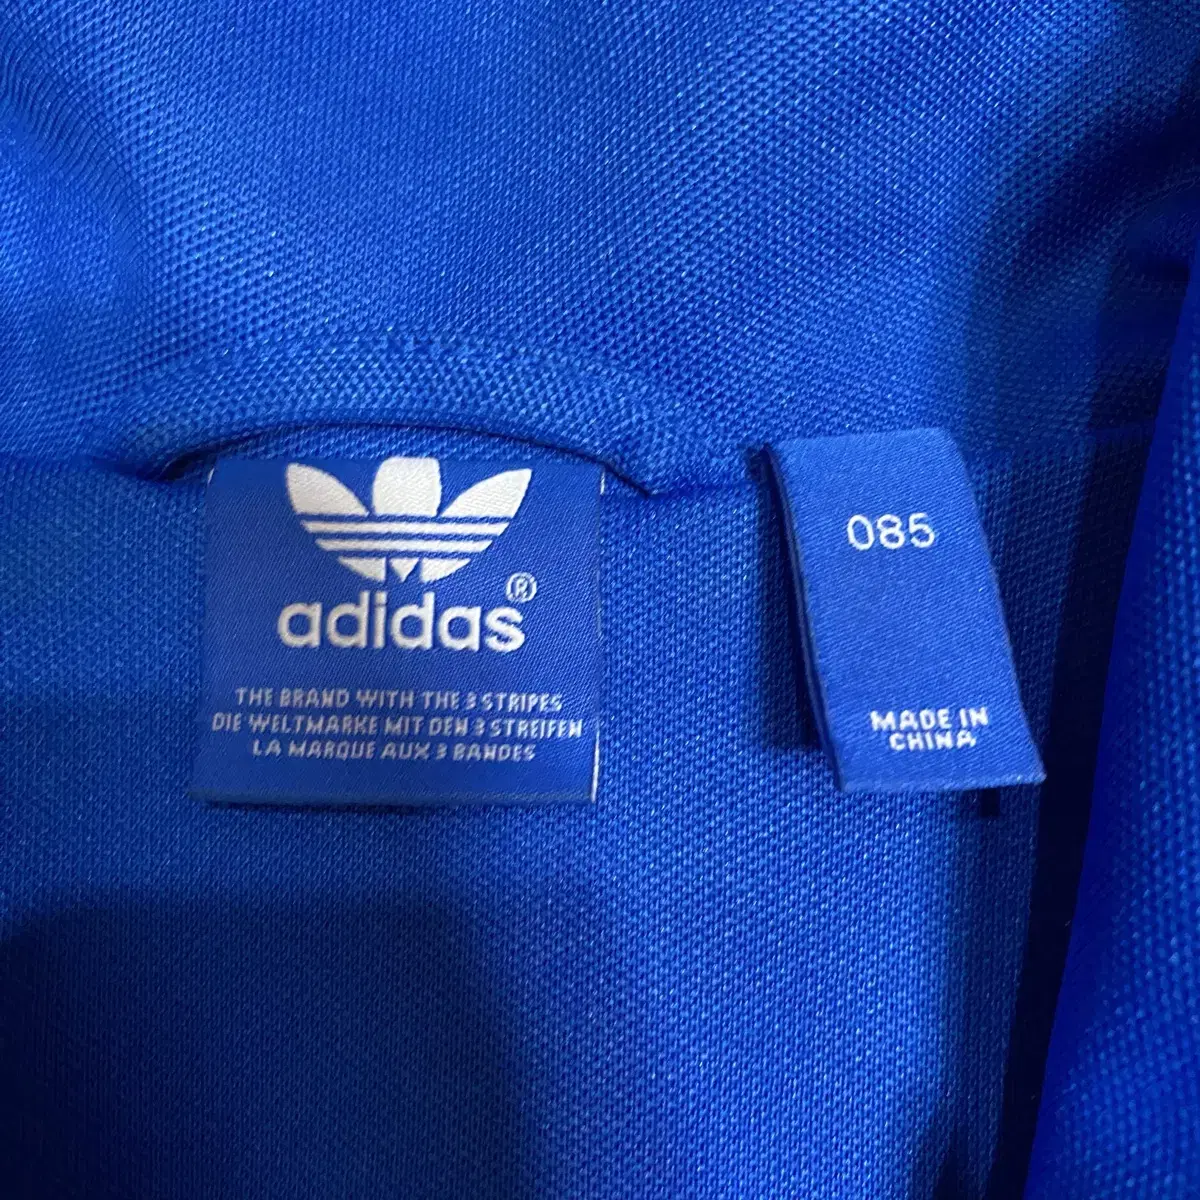 adidas®
THE BRAND WITH THE 3 STRIPES
DIE WELTMARKE MIT DEN 3 STREIFEN
LA MARQUE AUX 3 BANDES
085
MADE IN
CHINA